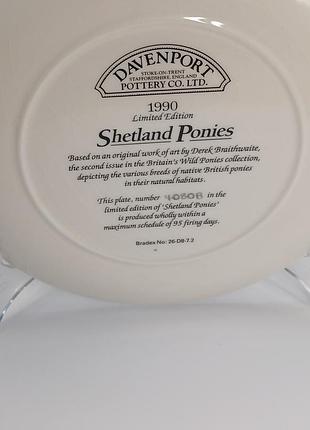 DAVENPORT
STOKE-ON-TRENT
STAFFORDSHIRE, ENGLAND
POTTERY CO. LTD.
1990
Limited Edition
Shetland Ponies
Based on an original work of art by Derek Braithwaite,
the second issue in the Britain's Wild Ponies collection,
depicting the various breeds of native British ponies
in their natural habitats.
This plate, number 4080B in the
limited edition of 'Shetland Ponies'
is produced wholly within a
maximum schedule of 95 firing days.
Bradex No: 26-D8-7.2